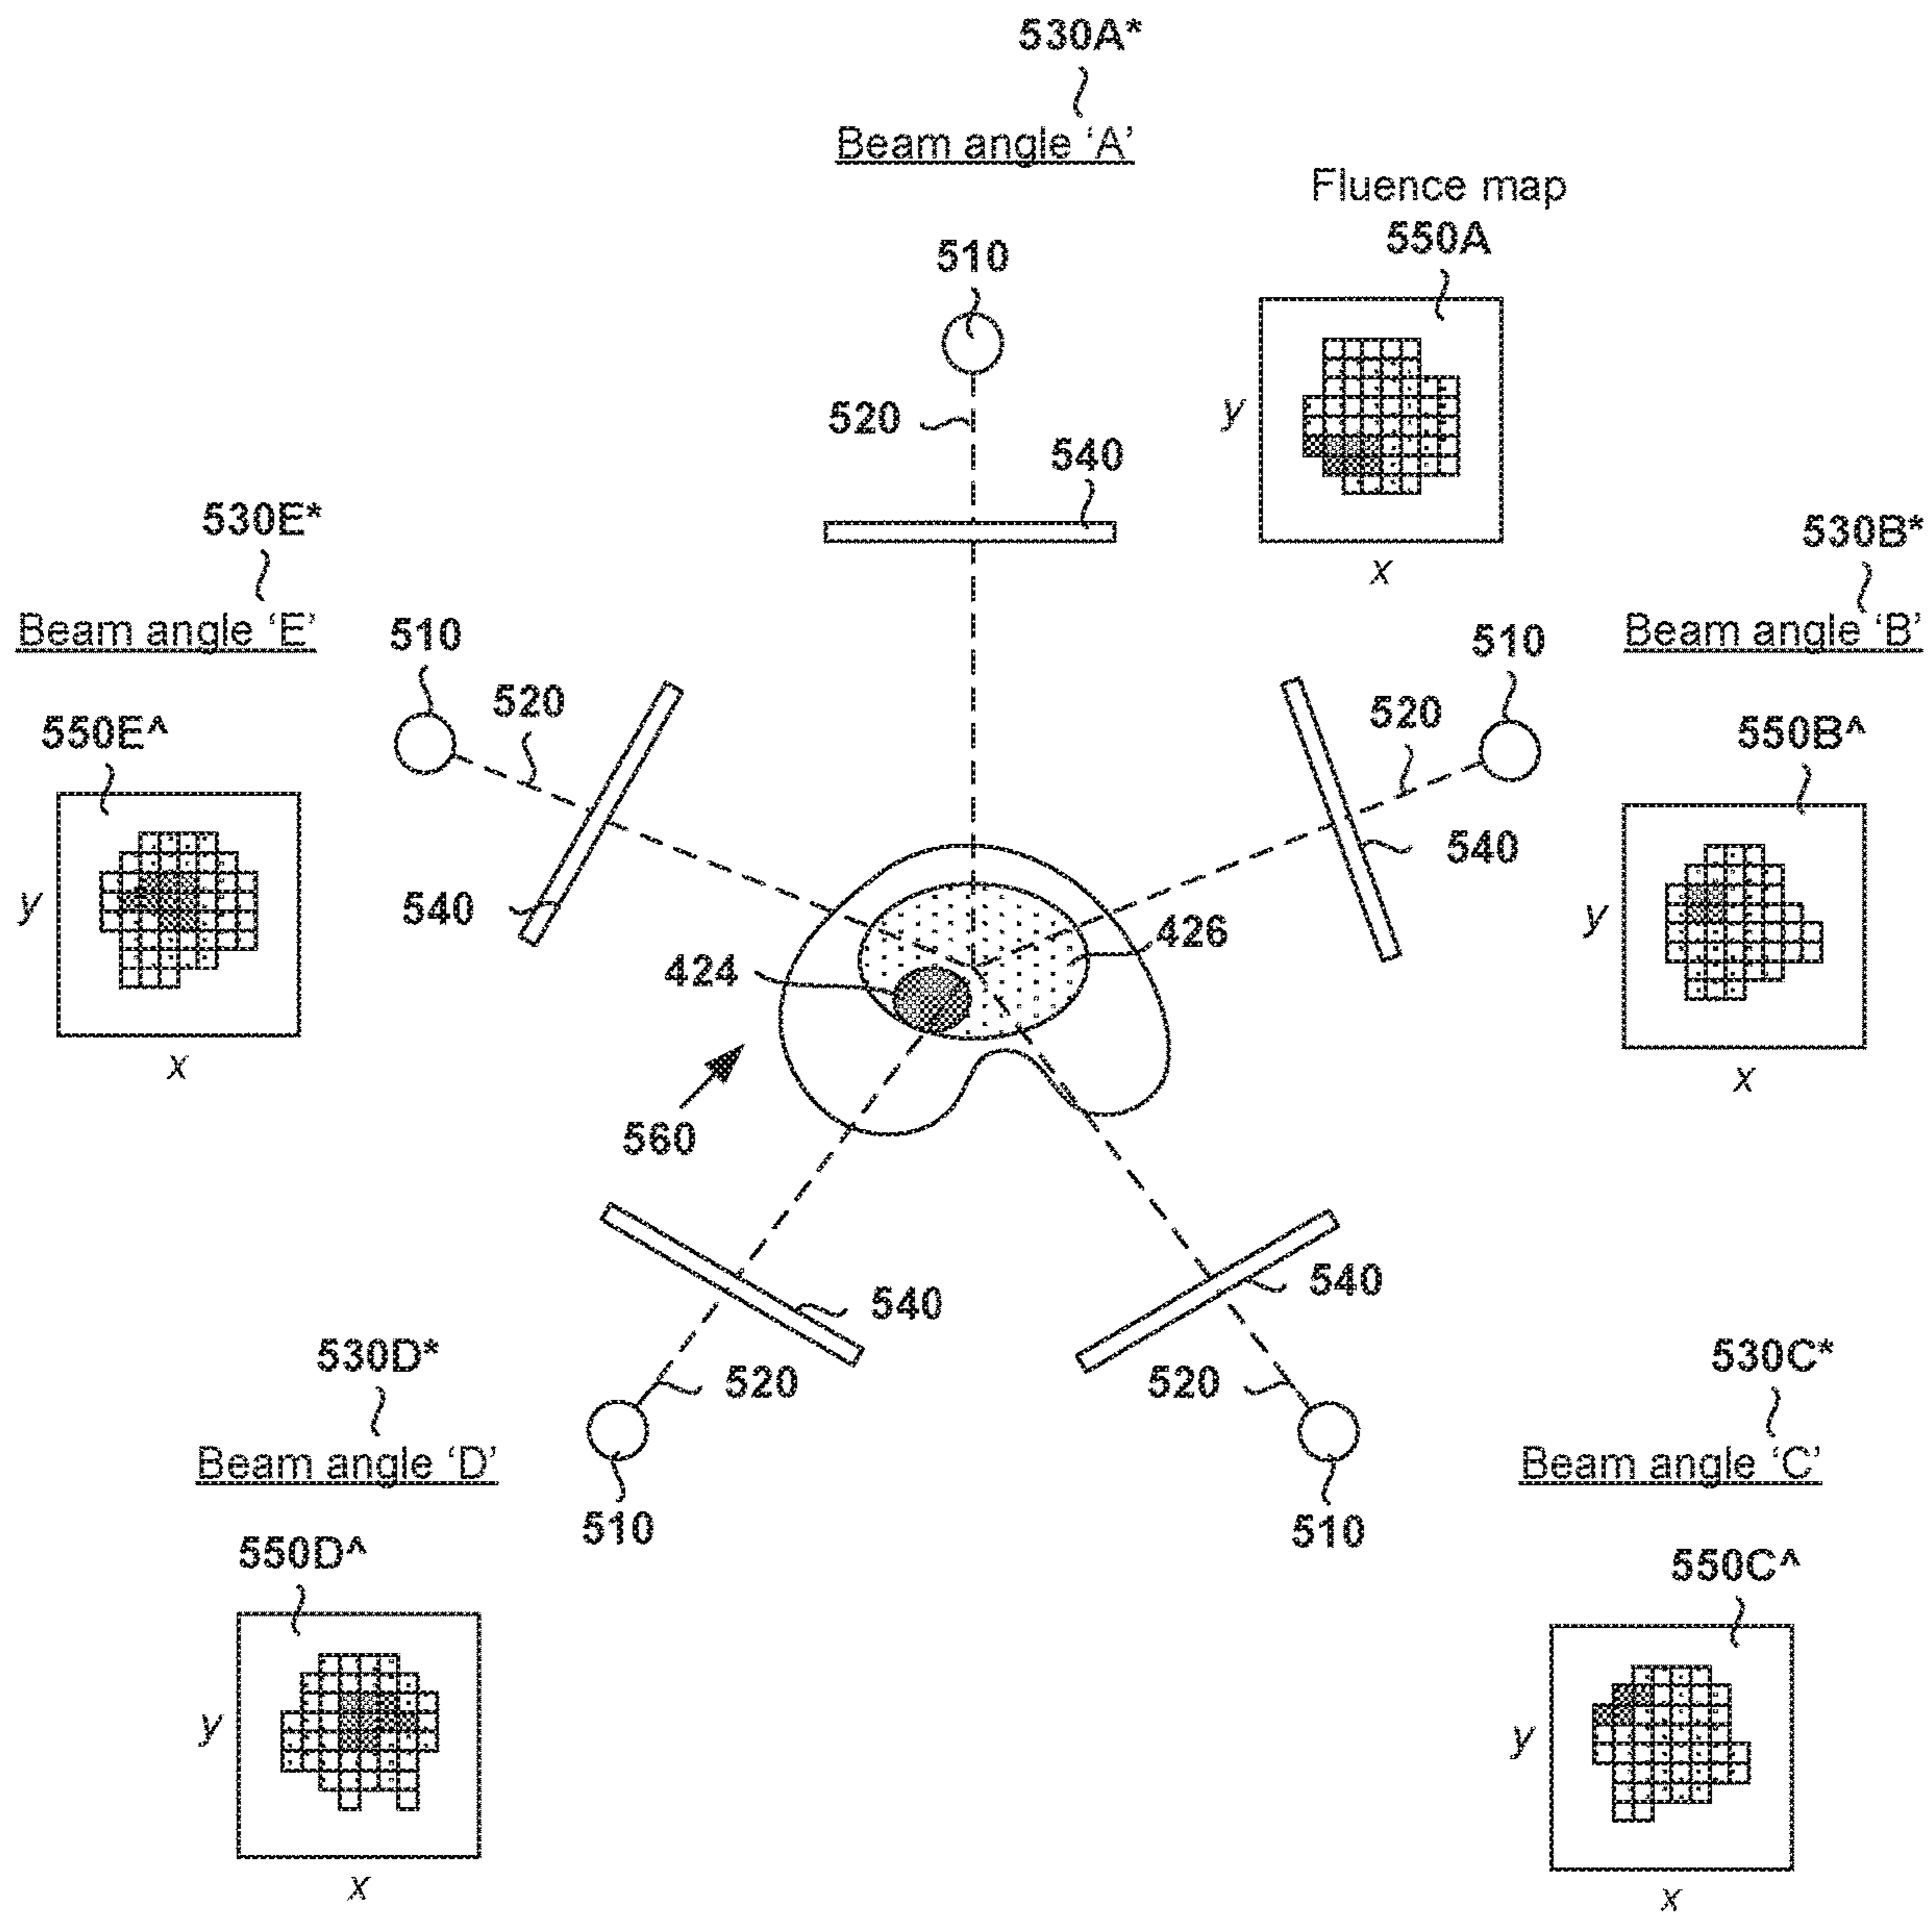 530A*
Beam angle ‘A’
Fluence map
550A
510
520
540
y
x
530E*
Beam angle ‘E’
510
520
550E^
540
y
x
530B*
Beam angle ‘B’
510
520
550B^
540
y
x
426
424
560
540
520
530D*
Beam angle ‘D’
510
550D^
y
x
540
520
530C*
Beam angle ‘C’
510
550C^
y
x